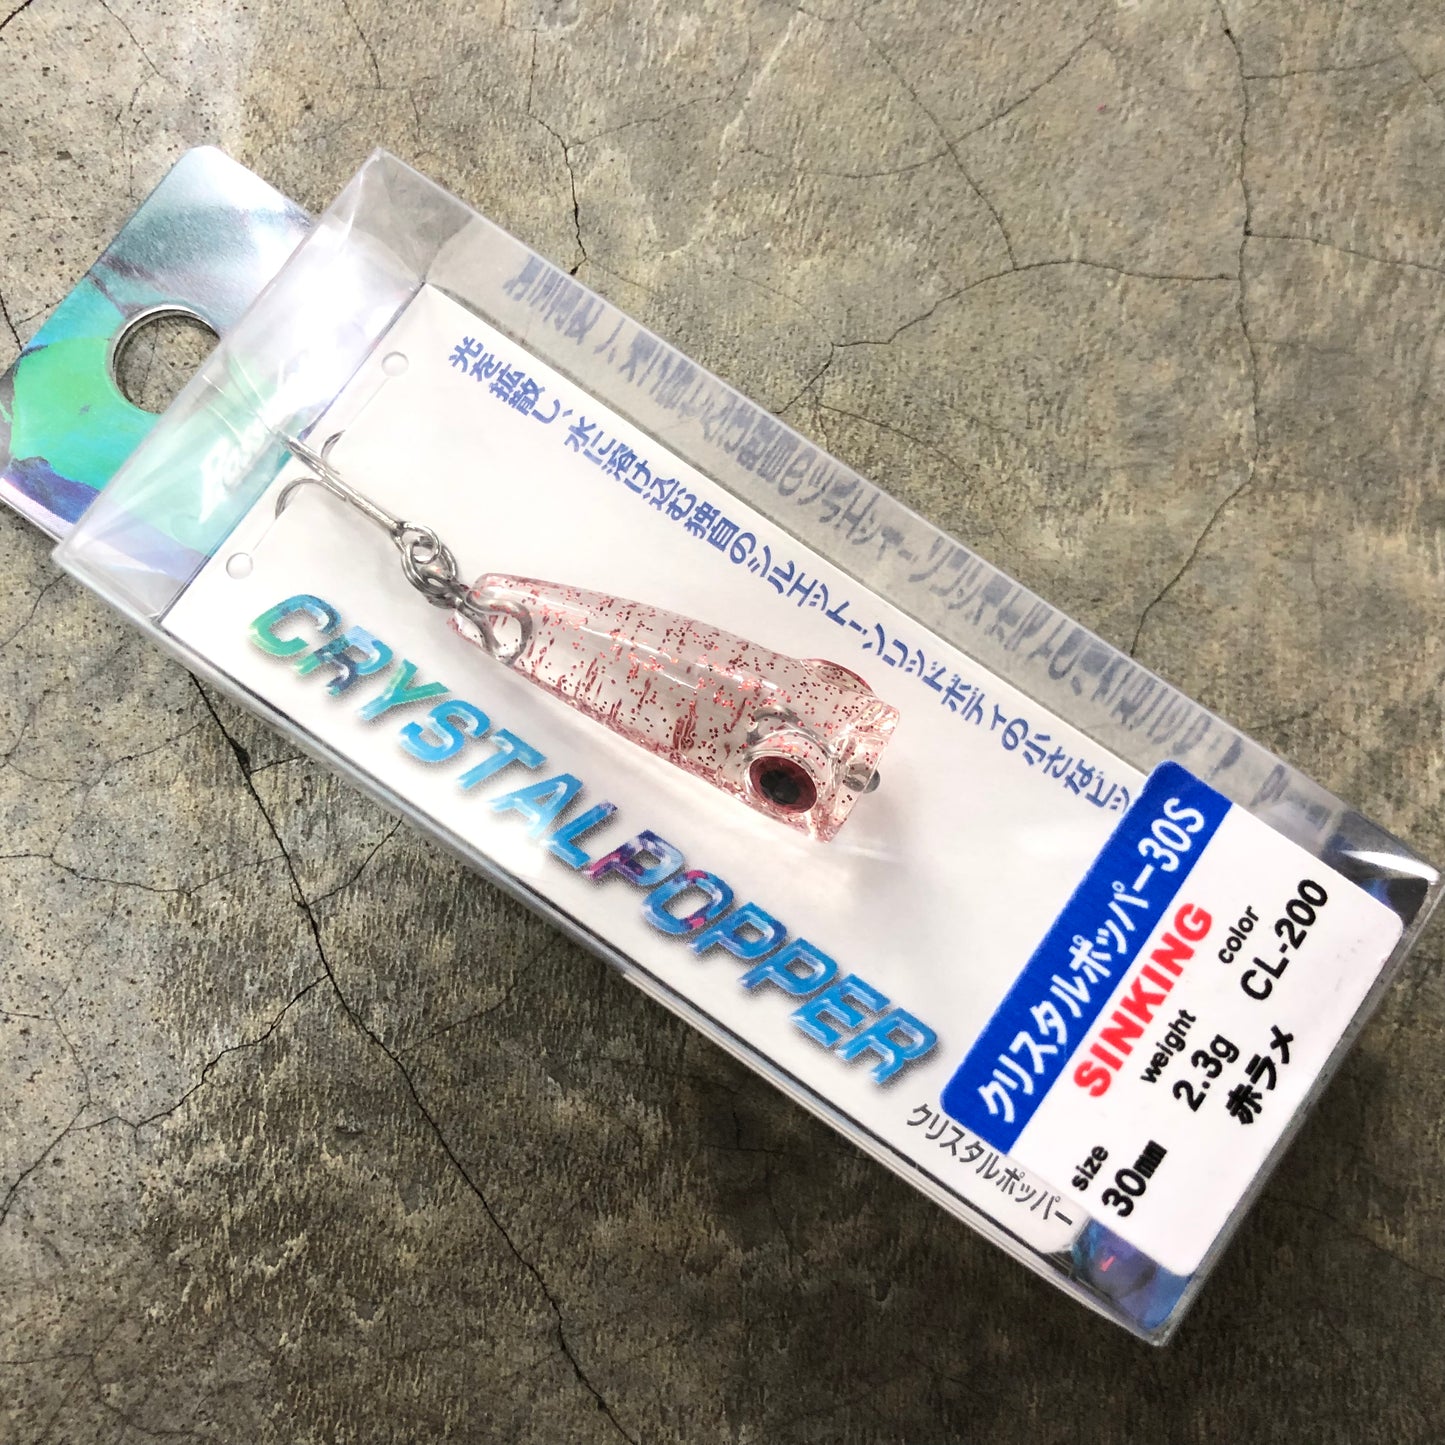 光を拡散し、水に溶け込む独自のシルエット・ソリッドボディの小さなヒッ
CRYSTALPOPPER
クリスタルポッパー
クリスタルポッパー30S
SINKING
size
30mm
weight
2.3g
color
CL-200
赤ラメ